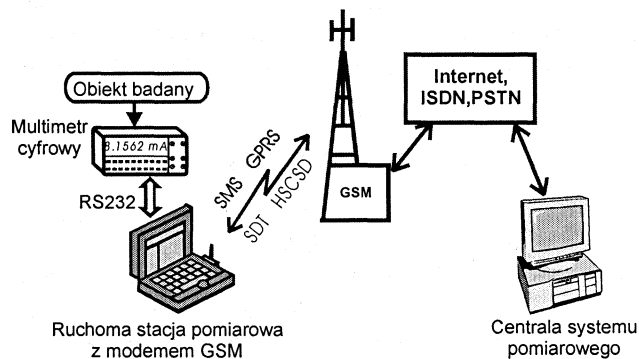 Obiekt badany
Multimetr
cyfrowy
8.1562 mA
RS232
SMS GPRS
SDT HSCSD
GSM
Internet,
ISDN,PSTN
Ruchoma stacja pomiarowa
z modemem GSM
Centrala systemu
pomiarowego